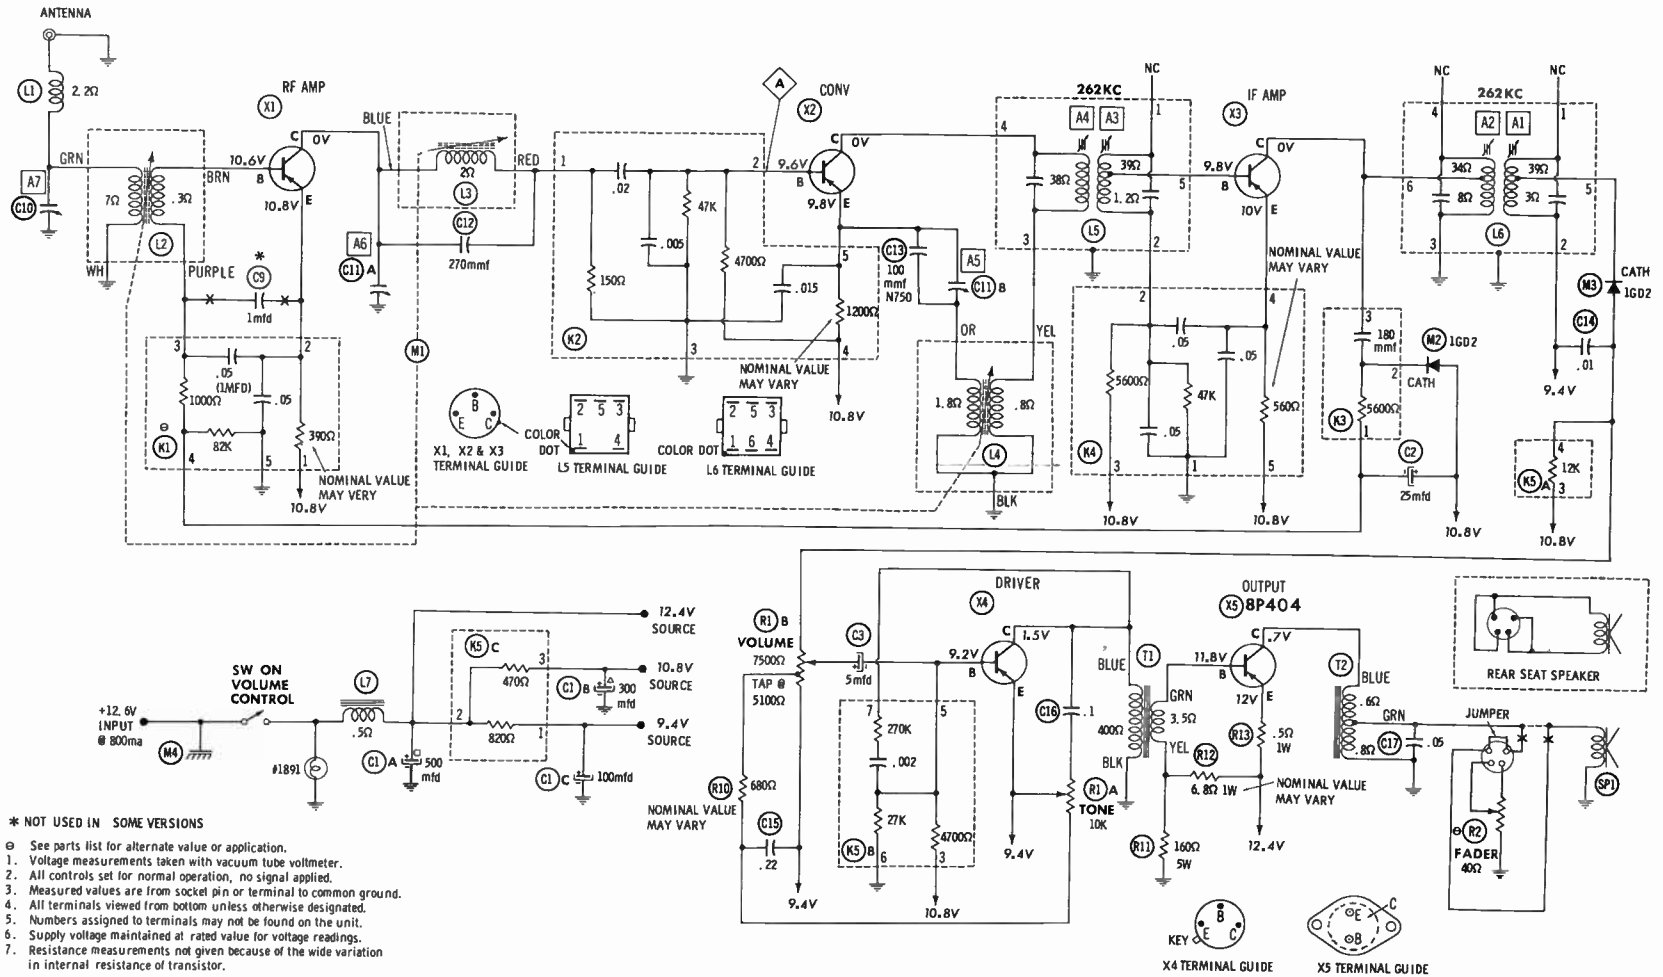 ANTENNA
L1
2.2Ω
RF AMP
X1
C
0V
10.6V
B
10.8V
E
GRN
BRN
A7
C10
7Ω
.3Ω
L2
WH
PURPLE
*
C9
1mfd
3
2
.05
(1MFD)
1000Ω
.05
⊖
K1
82K
390Ω
4
5
1
NOMINAL VALUE
MAY VERY
10.8V
BLUE
RED
2Ω
L3
C12
270mmf
A6
C11 A
M1
A
X2
CONV
1
2
.02
47K
.005
4700Ω
150Ω
.015
5
1200Ω
K2
3
4
NOMINAL VALUE
MAY VARY
10.8V
C
0V
9.6V
B
9.8V
E
C13
100
mmf
N750
A5
C11 B
OR
YEL
1.8Ω
.8Ω
L4
BLK
B
E
C
X1, X2 & X3
TERMINAL GUIDE
COLOR
DOT
2 5 3
1 4
L5 TERMINAL GUIDE
COLOR DOT
2 5 3
1 6 4
L6 TERMINAL GUIDE
262KC
NC
4
A4
A3
1
38Ω
39Ω
1.2Ω
5
3
L5
2
X3
IF AMP
C
0V
9.8V
B
10V
E
NOMINAL VALUE
MAY VARY
2
4
.05
.05
5600Ω
47K
560Ω
.05
K4
3
1
5
10.8V
10.8V
NC
NC
262KC
4
A2
A1
1
34Ω
39Ω
6
8Ω
3Ω
5
L6
3
2
3
180
mmf
M2
1GD2
2
CATH
5600Ω
K3
1
C2
25mfd
10.8V
M3
CATH
1GD2
C14
.01
9.4V
4
12K
K5 A
3
10.8V
12.4V
SOURCE
K5 C
3
470Ω
10.8V
SOURCE
C1 B
300
mfd
2
820Ω
1
9.4V
SOURCE
C1 C
100mfd
SW ON
VOLUME
CONTROL
L7
.5Ω
+12.6V
INPUT
@ 800ma
M4
#1891
C1 A
500
mfd
R1 B
VOLUME
7500Ω
TAP @
5100Ω
C3
5mfd
DRIVER
X4
C
1.5V
9.2V
B
E
7
5
270K
.002
27K
4700Ω
K5 B
6
3
10.8V
R10
680Ω
NOMINAL VALUE
MAY VARY
C15
.22
9.4V
9.4V
C16
.1
R1 A
TONE
10K
BLUE
T1
400Ω
GRN
3.5Ω
YEL
BLK
OUTPUT
X5 8P404
C
.7V
11.8V
B
12V
E
R13
.5Ω
1W
R12
6.8Ω 1W
NOMINAL VALUE
MAY VARY
R11
160Ω
5W
12.4V
T2
BLUE
.6Ω
GRN
.8Ω
C17
.05
JUMPER
SP1
⊖ R2
FADER
40Ω
REAR SEAT SPEAKER
KEY
B
E
C
X4 TERMINAL GUIDE
E
C
B
X5 TERMINAL GUIDE
* NOT USED IN SOME VERSIONS
⊖ See parts list for alternate value or application.
1. Voltage measurements taken with vacuum tube voltmeter.
2. All controls set for normal operation, no signal applied.
3. Measured values are from socket pin or terminal to common ground.
4. All terminals viewed from bottom unless otherwise designated.
5. Numbers assigned to terminals may not be found on the unit.
6. Supply voltage maintained at rated value for voltage readings.
7. Resistance measurements not given because of the wide variation
in internal resistance of transistor.